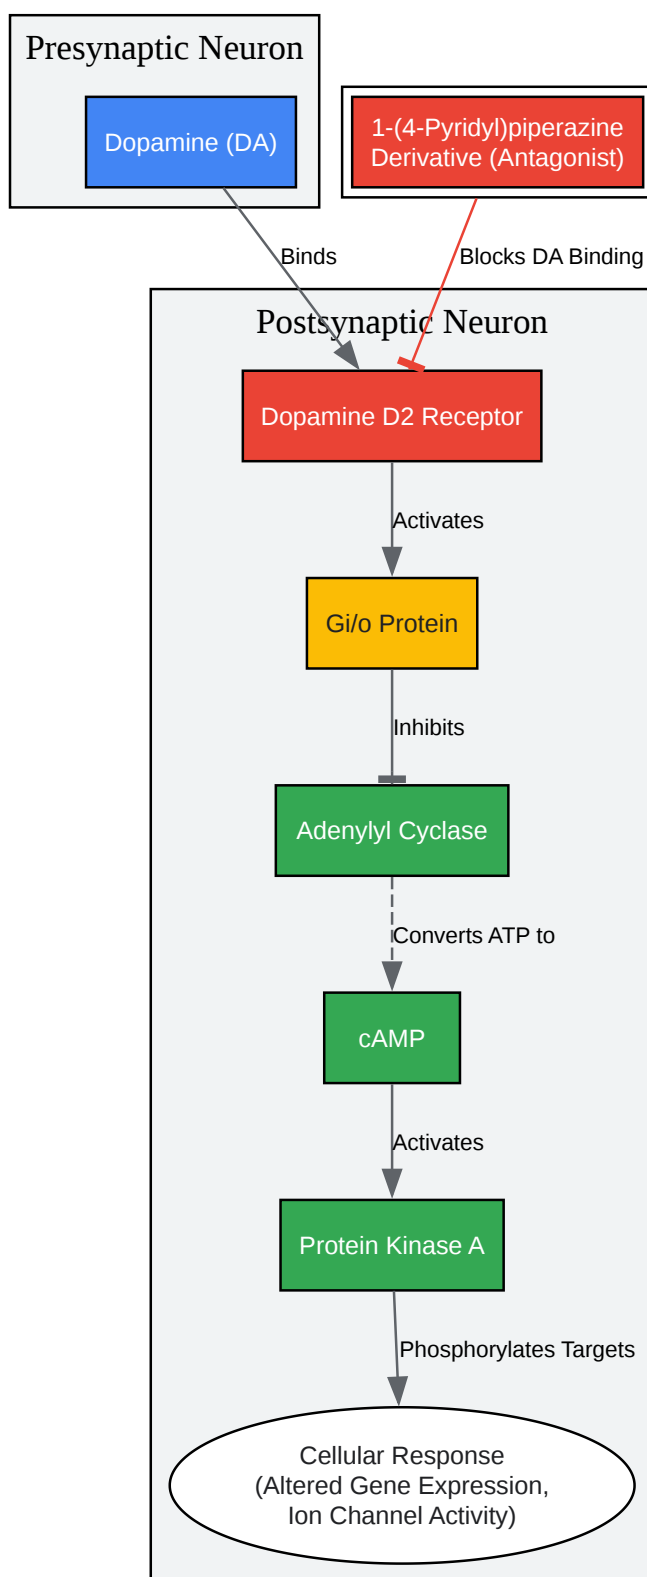 Presynaptic Neuron
Dopamine (DA)
1-(4-Pyridyl)piperazine
Derivative (Antagonist)
Binds
Blocks DA Binding
Postsynaptic Neuron
Dopamine D2 Receptor
Activates
Gi/o Protein
Inhibits
Adenylyl Cyclase
Converts ATP to
cAMP
Activates
Protein Kinase A
Phosphorylates Targets
Cellular Response
(Altered Gene Expression,
Ion Channel Activity)